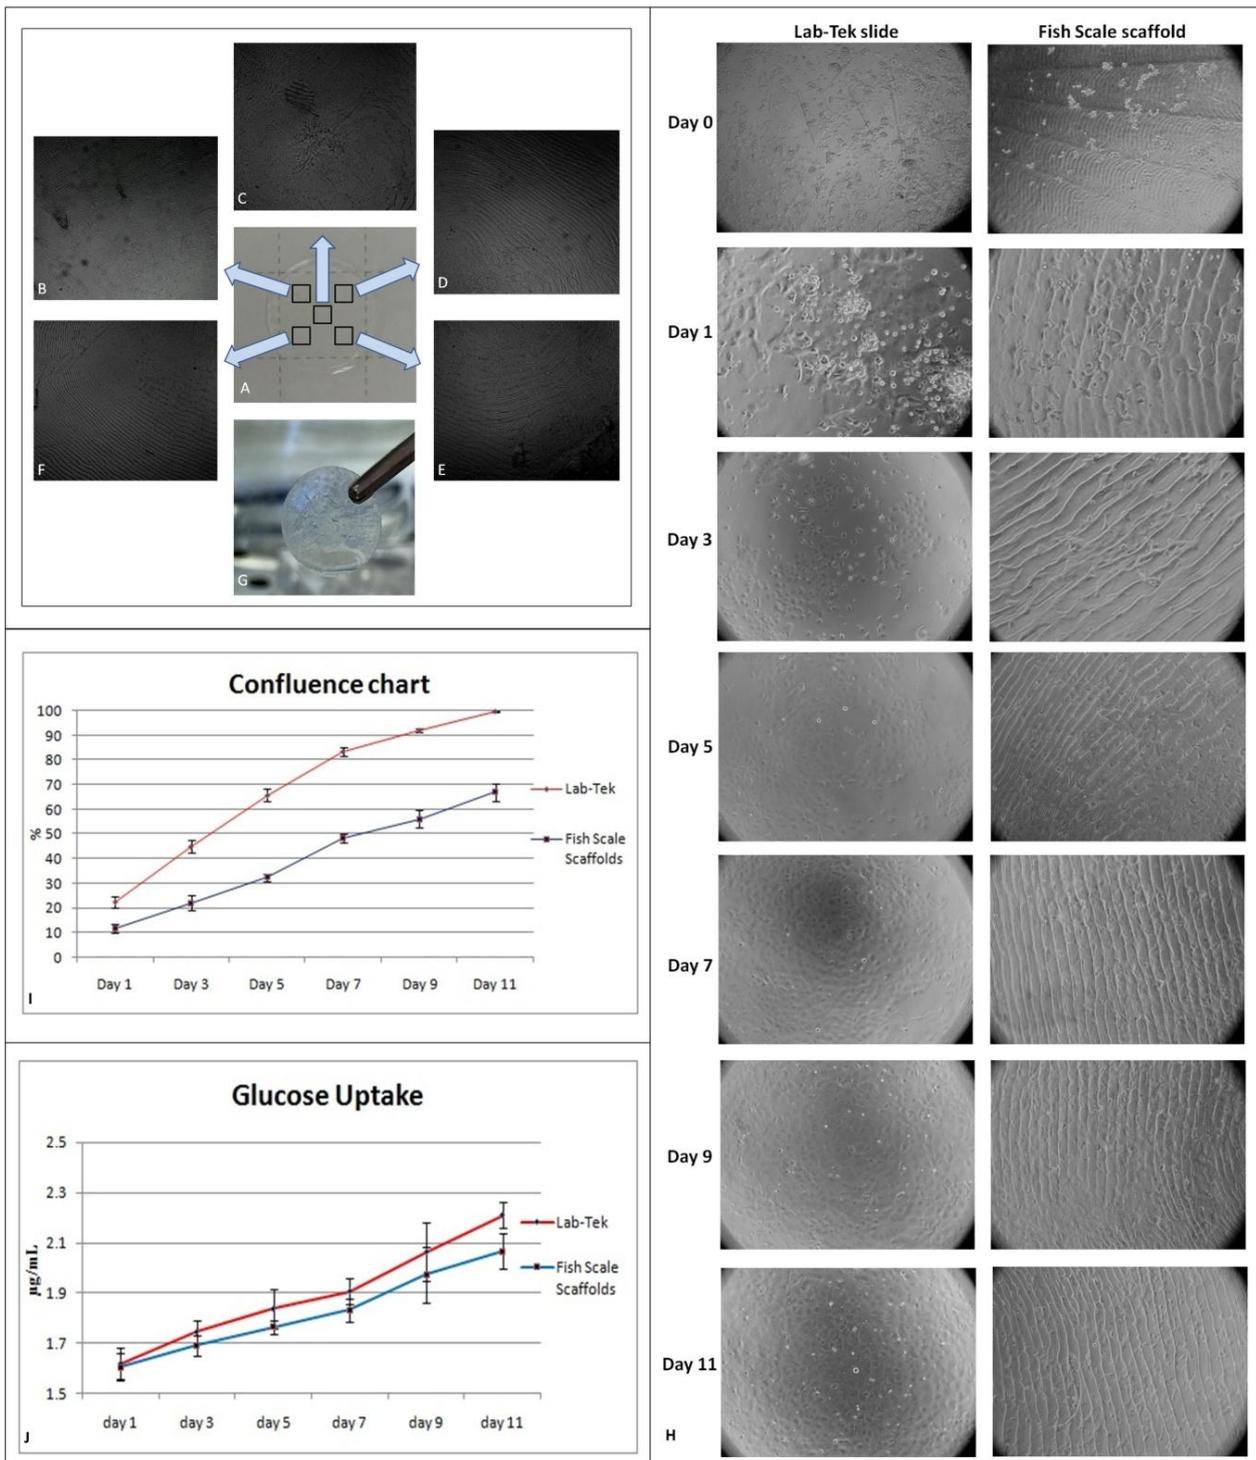 C
B
D
A
F
E
G
Confluence chart
100
90
80
70
60
50
40
30
20
10
0
%
Day 1 Day 3 Day 5 Day 7 Day 9 Day 11
Lab-Tek
Fish Scale
Scaffolds
I
Glucose Uptake
2.5
2.3
2.1
1.9
1.7
1.5
µg/mL
day 1 day 3 day 5 day 7 day 9 day 11
Lab-Tek
Fish Scale
Scaffolds
J
Lab-Tek slide Fish Scale scaffold
Day 0
Day 1
Day 3
Day 5
Day 7
Day 9
Day 11
H